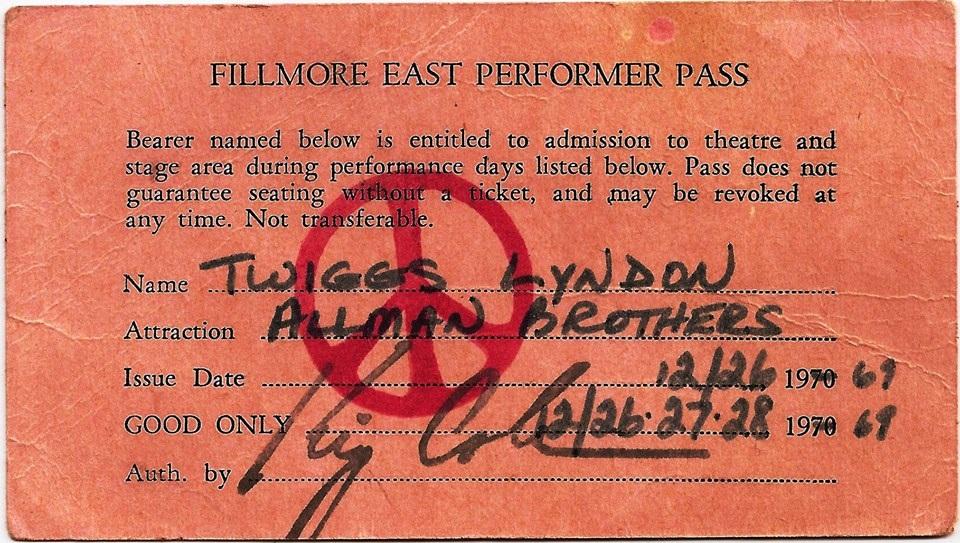 FILLMORE EAST PERFORMER PASS
Bearer named below is entitled to admission to theatre and
stage area during performance days listed below. Pass does not
guarantee seating without a ticket, and may be revoked at
any time. Not transferable.
Name TWIGGS LYNDON
Attraction ALLMAN BROTHERS
Issue Date 12/26 1970 69
GOOD ONLY 12/26·27·28 1970 69
Auth. by